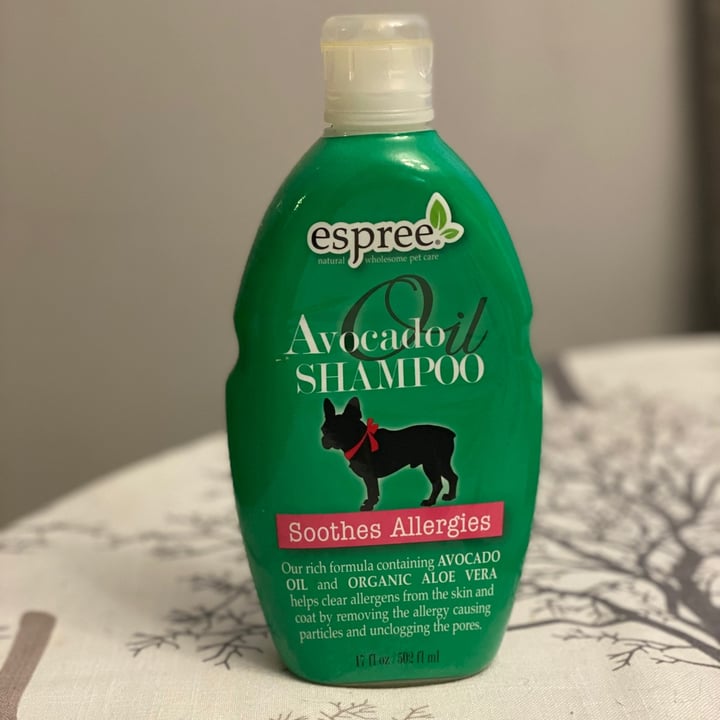 espree®
natural wholesome pet care
Avocado Oil
SHAMPOO
Soothes Allergies
Our rich formula containing AVOCADO
OIL and ORGANIC ALOE VERA
helps clear allergens from the skin and
coat by removing the allergy causing
particles and unclogging the pores.
17 fl oz / 502 fl ml